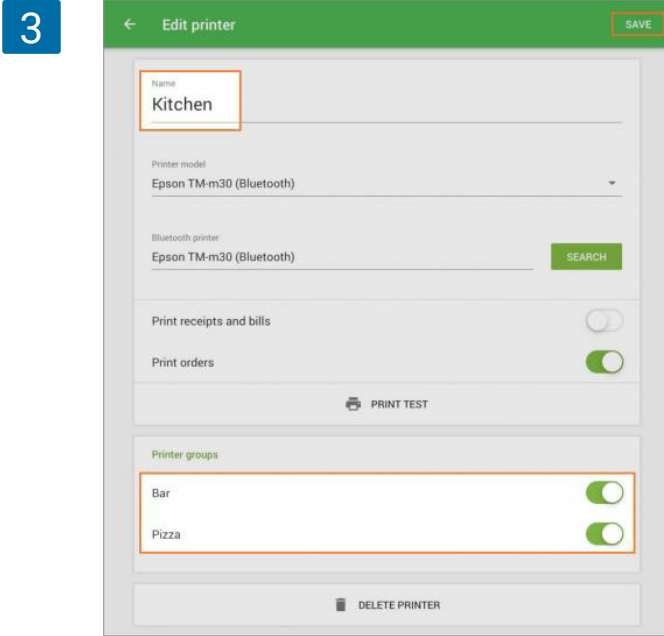 3
Edit printer SAVE
Name
Kitchen
Printer model
Epson TM-m30 (Bluetooth)
Bluetooth printer
Epson TM-m30 (Bluetooth) SEARCH
Print receipts and bills
Print orders
PRINT TEST
Printer groups
Bar
Pizza
DELETE PRINTER